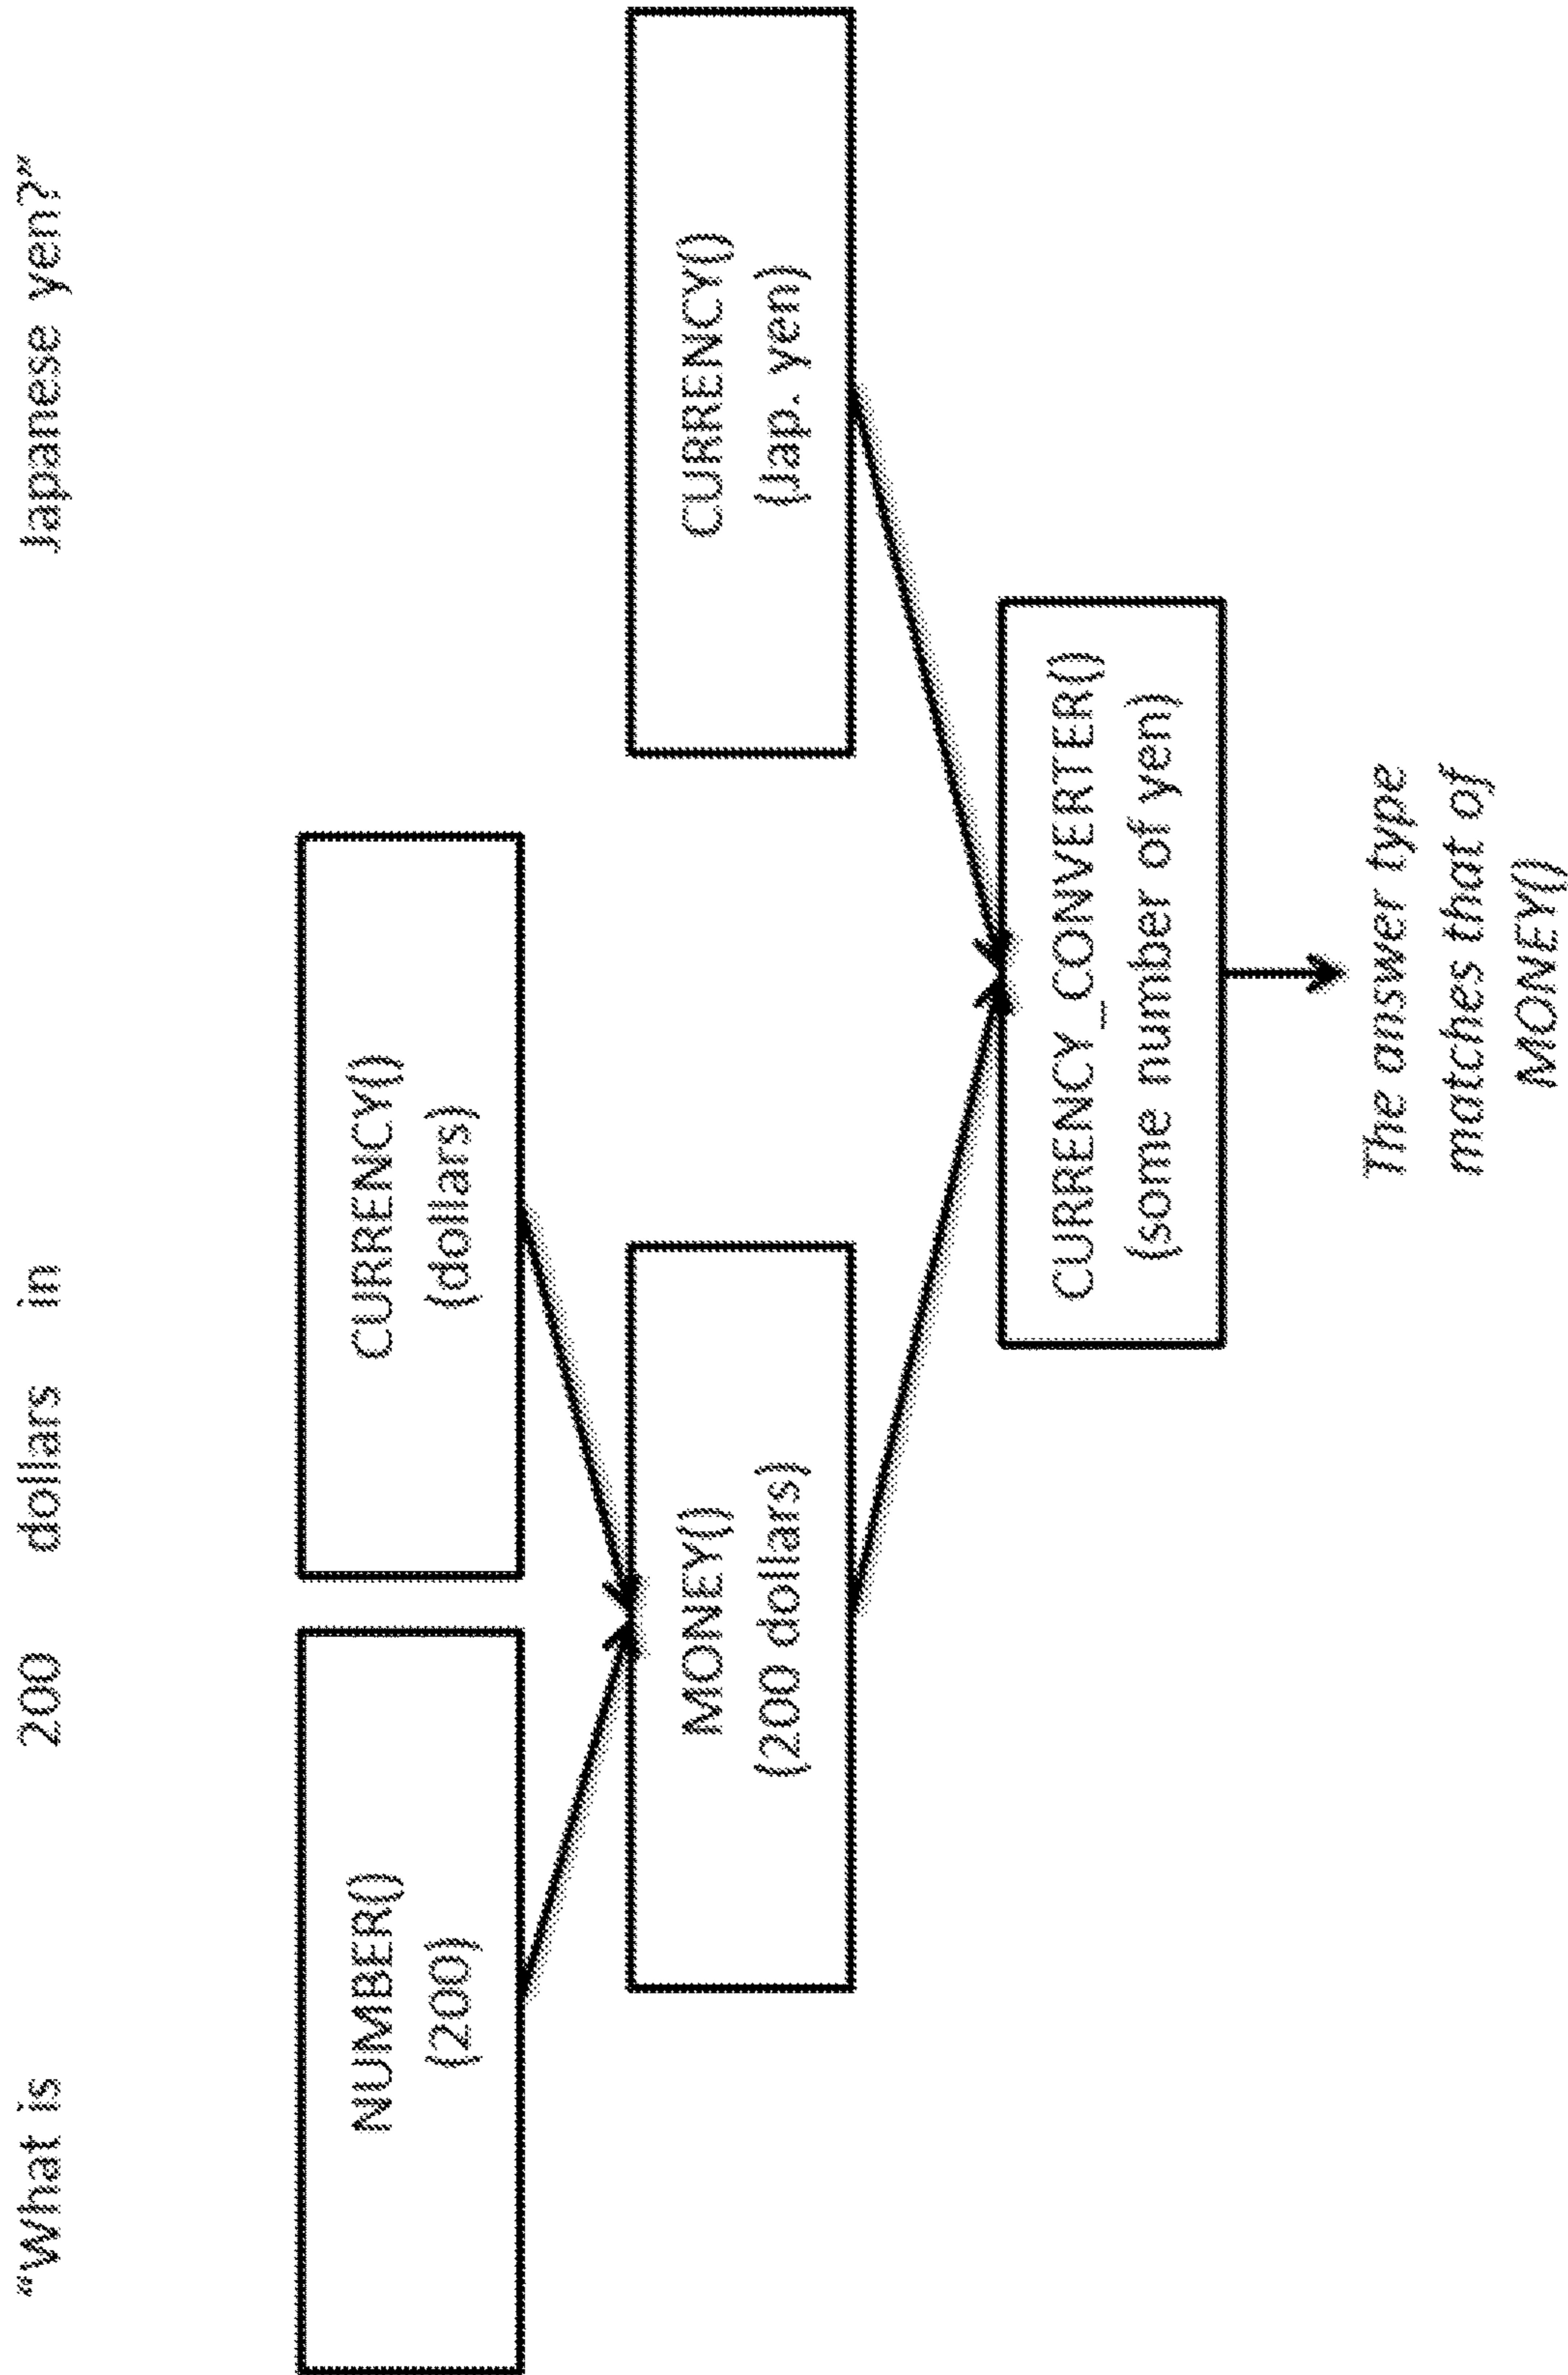 “What is 200 dollars in Japanese yen?”
NUMBER()
(200)
CURRENCY()
(dollars)
MONEY()
(200 dollars)
CURRENCY()
(Jap. yen)
CURRENCY_CONVERTER()
(some number of yen)
The answer type
matches that of
MONEY()